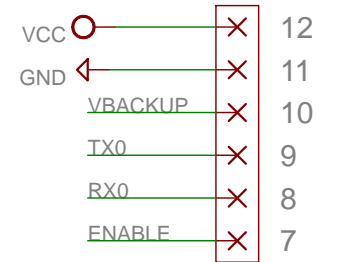 VCC 12
GND 11
VBACKUP 10
TX0 9
RX0 8
ENABLE 7